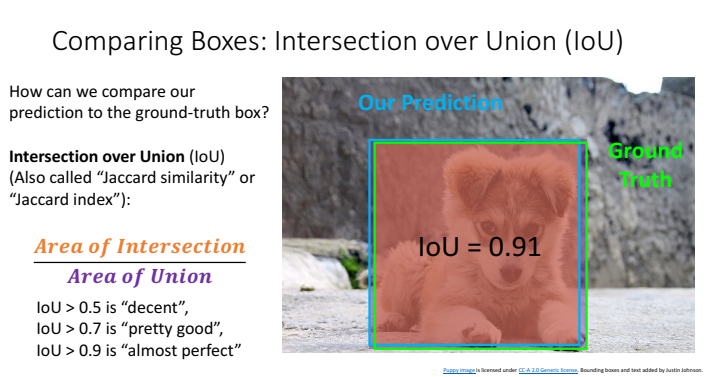 Comparing Boxes: Intersection over Union (IoU)
How can we compare our
prediction to the ground-truth box?
Intersection over Union (IoU)
(Also called “Jaccard similarity” or
“Jaccard index”):
Area of Intersection
Area of Union
IoU > 0.5 is “decent”,
IoU > 0.7 is “pretty good”,
IoU > 0.9 is “almost perfect”
Our Prediction
Ground
Truth
IoU = 0.91
Puppy image is licensed under CC-A 2.0 Generic license. Bounding boxes and text added by Justin Johnson.